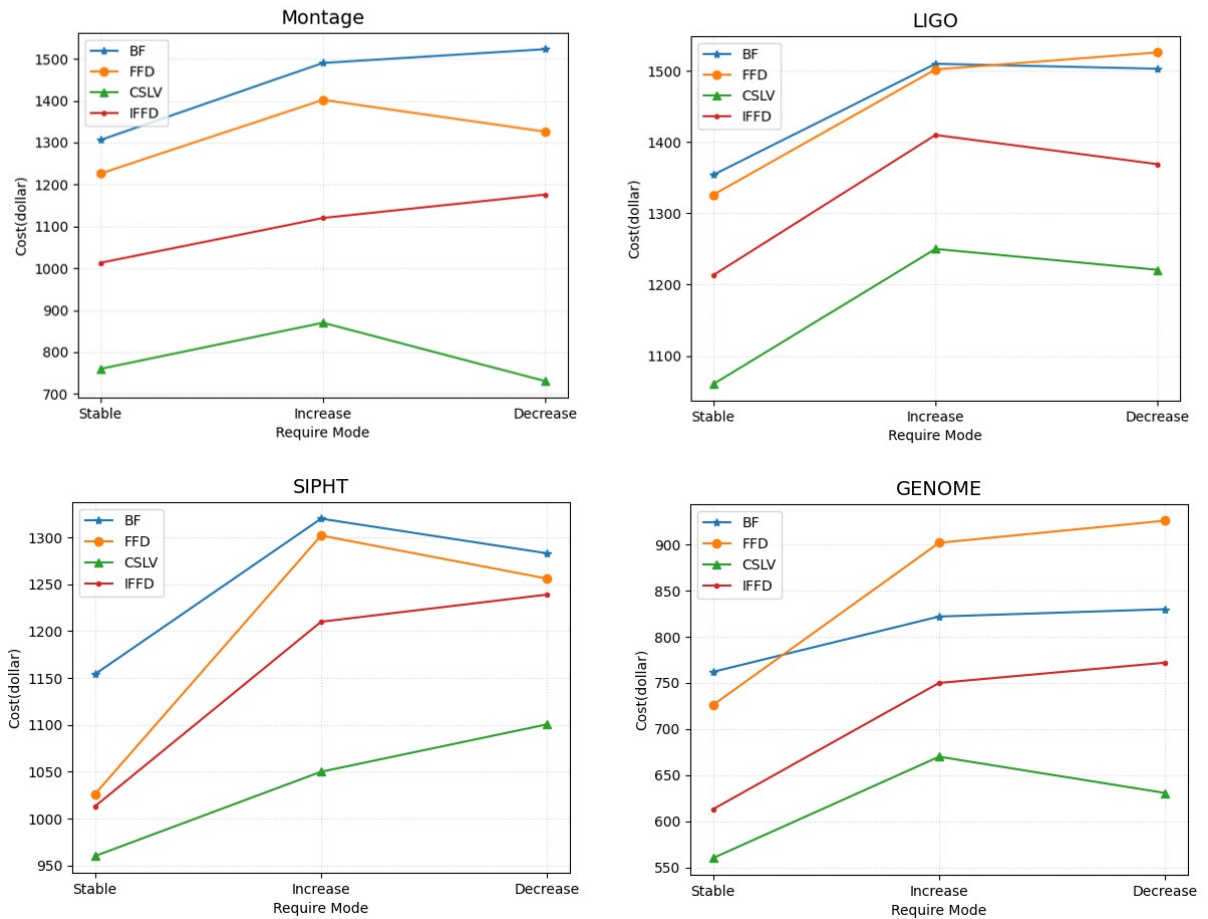 Montage
BF
FFD
CSLV
IFFD
1500
1400
1300
1200
1100
1000
900
800
700
Cost(dollar)
Stable Increase Decrease
Require Mode
LIGO
BF
FFD
CSLV
IFFD
1500
1400
1300
1200
1100
Cost(dollar)
Stable Increase Decrease
Require Mode
SIPHT
BF
FFD
CSLV
IFFD
1300
1250
1200
1150
1100
1050
1000
950
Cost(dollar)
Stable Increase Decrease
Require Mode
GENOME
BF
FFD
CSLV
IFFD
900
850
800
750
700
650
600
550
Cost(dollar)
Stable Increase Decrease
Require Mode